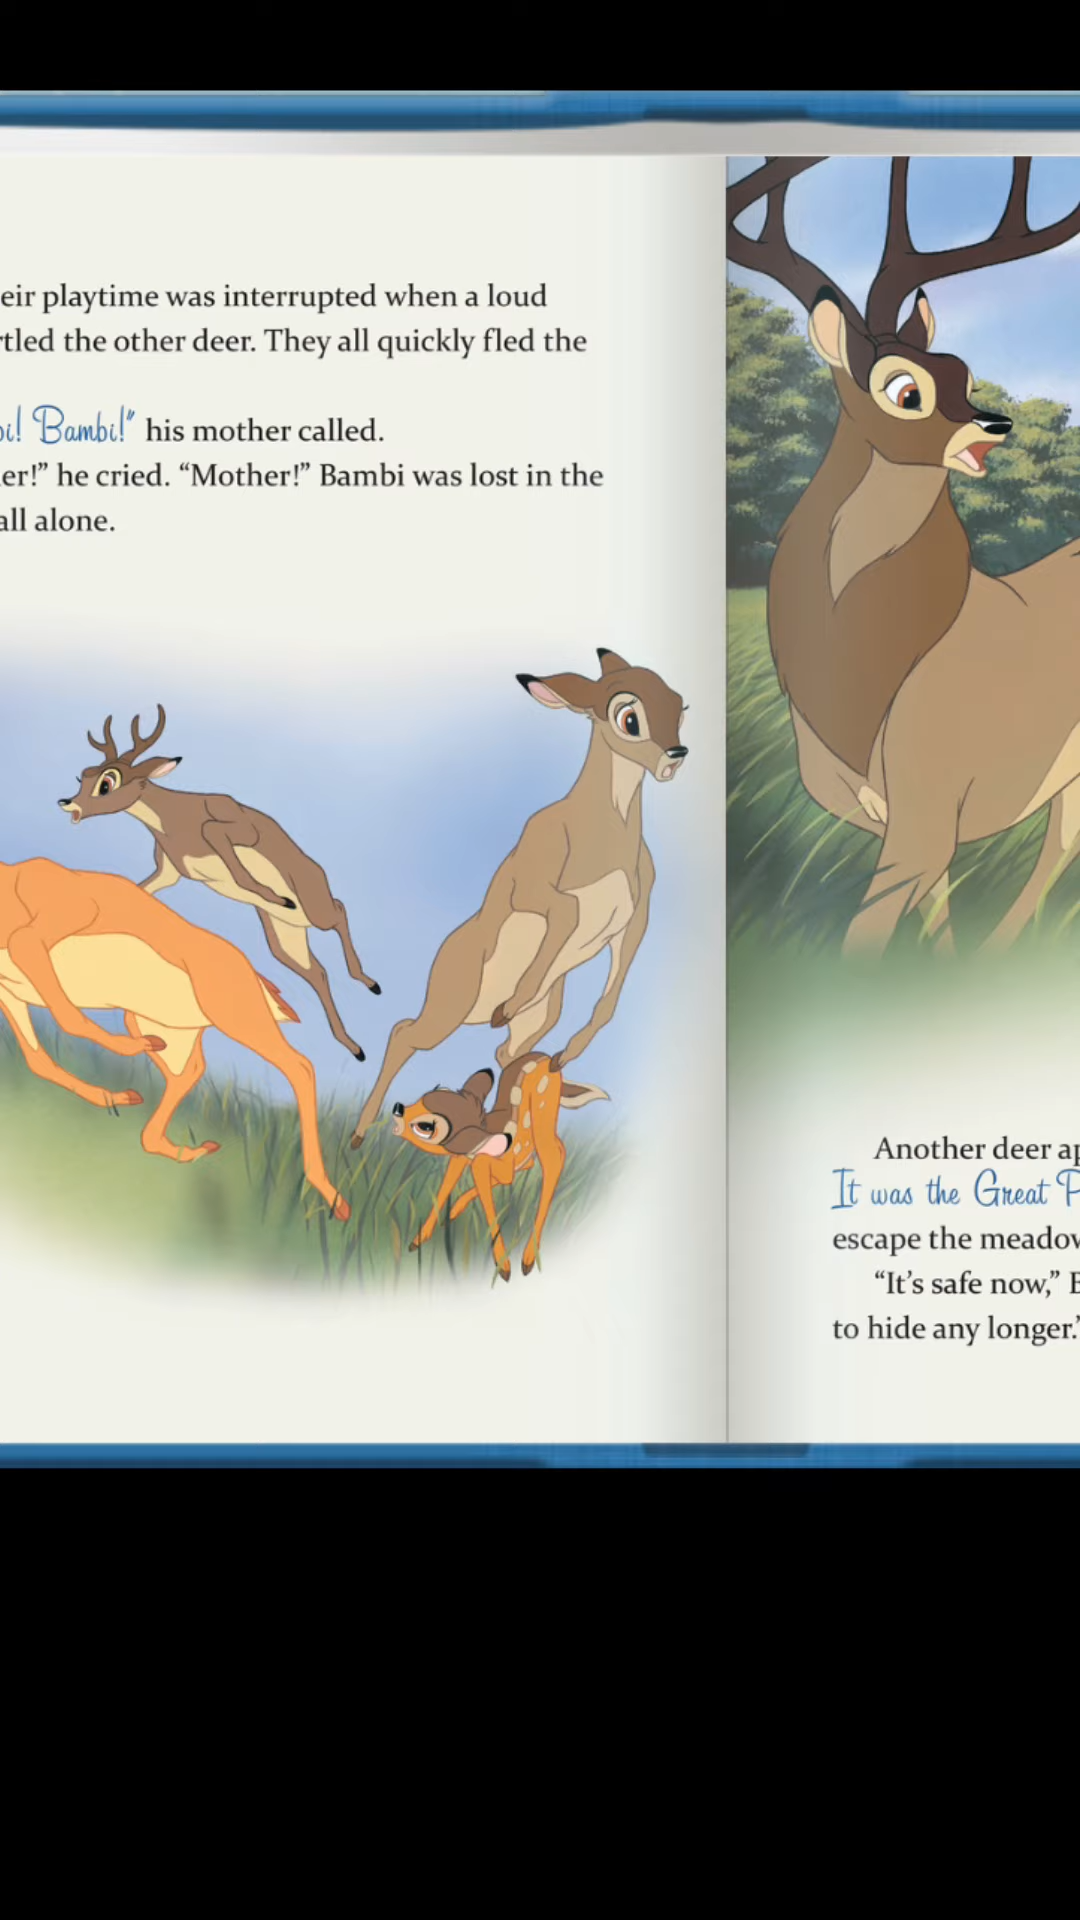 eir playtime was interrupted when a loud
rtled the other deer. They all quickly fled the
bi! Bambi!” his mother called.
er!” he cried. “Mother!” Bambi was lost in the
all alone.
Another deer ap
It was the Great P
escape the meadow
“It’s safe now,” B
to hide any longer.”